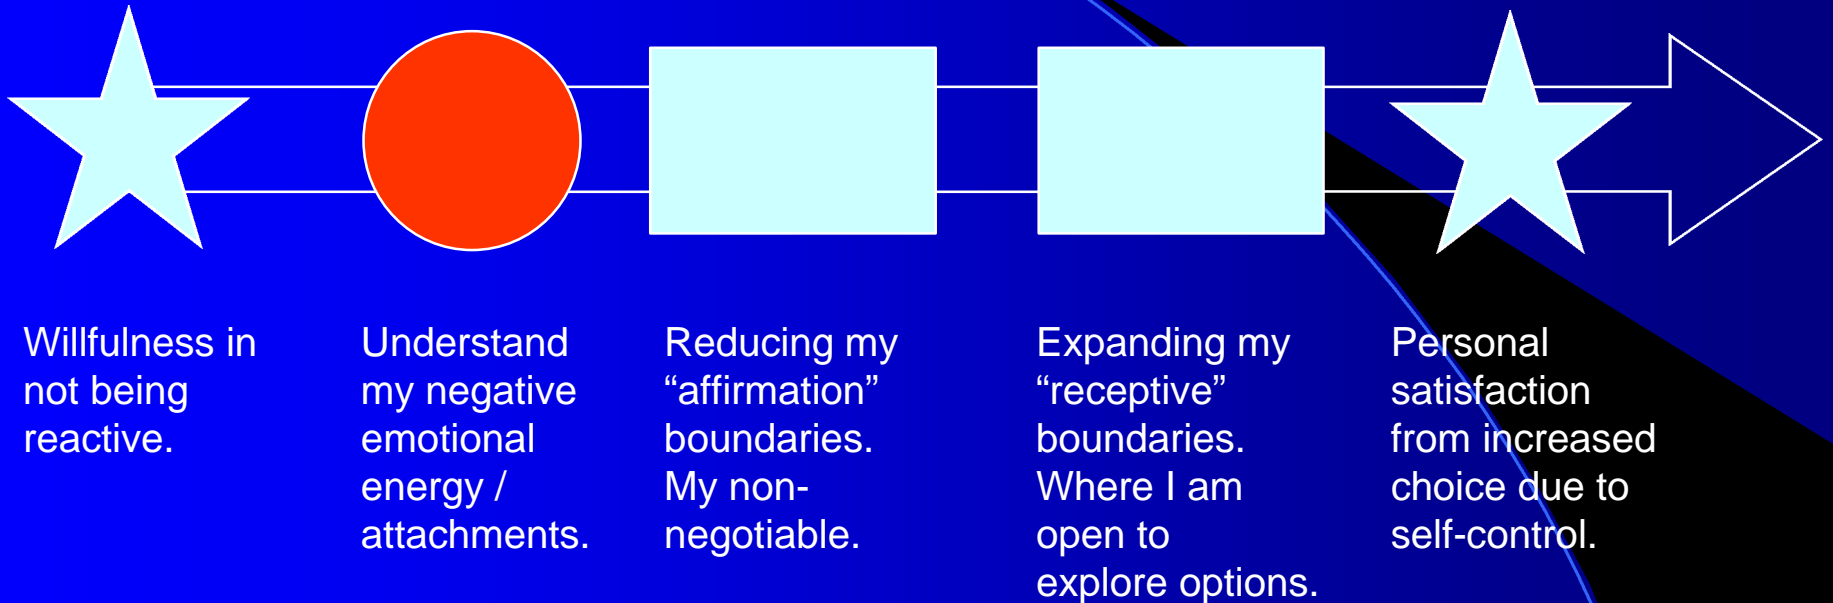 Willfulness in
not being
reactive.
Understand
my negative
emotional
energy /
attachments.
Reducing my
“affirmation”
boundaries.
My non-
negotiable.
Expanding my
“receptive”
boundaries.
Where I am
open to
explore options.
Personal
satisfaction
from increased
choice due to
self-control.